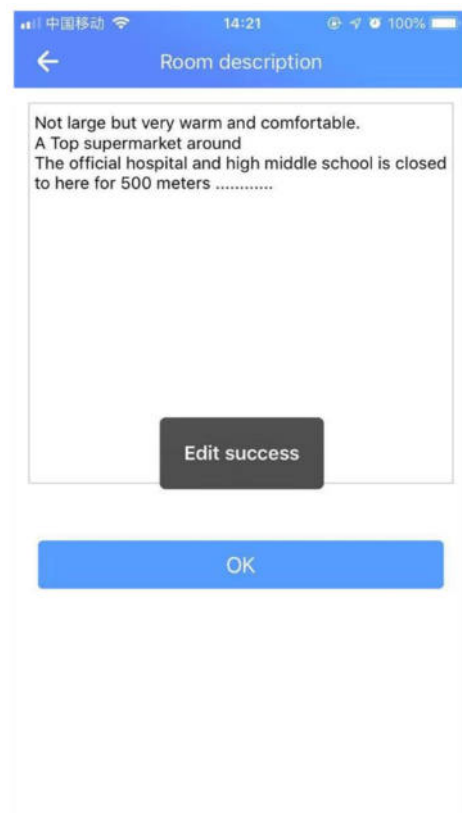 中国移动 14:21 100%
Room description
Not large but very warm and comfortable.
A Top supermarket around
The official hospital and high middle school is closed
to here for 500 meters ............
Edit success
OK